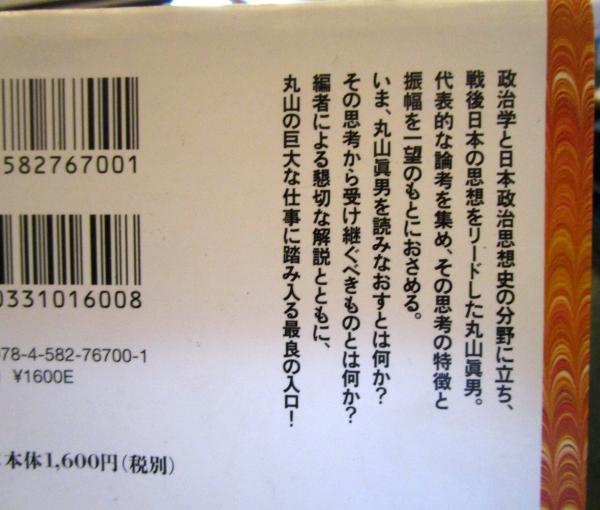 政治学と日本政治思想史の分野に立ち、
戦後日本の思想をリードした丸山眞男。
代表的な論考を集め、その思考の特徴と
振幅を一望のもとにおさめる。
いま、丸山眞男を読みなおすとは何か?
その思考から受け継ぐべきものとは何か?
編者による懇切な解説とともに、
丸山の巨大な仕事に踏み入る最良の入口!
582767001
0331016008
978-4-582-76700-1
¥1600E
本体1,600円(税別)